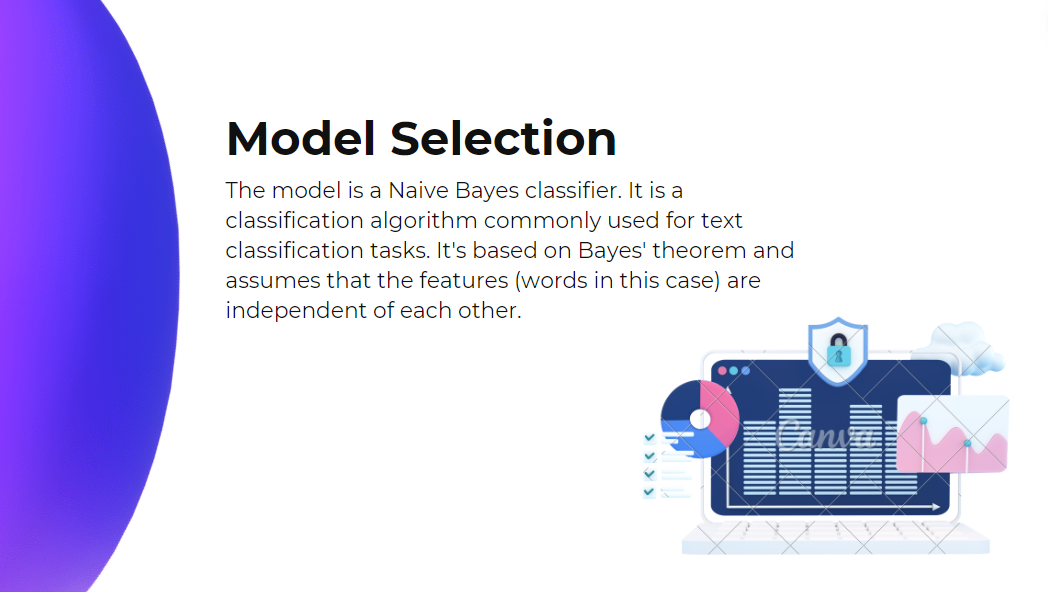 Model Selection
The model is a Naive Bayes classifier. It is a
classification algorithm commonly used for text
classification tasks. It's based on Bayes' theorem and
assumes that the features (words in this case) are
independent of each other.
Canva